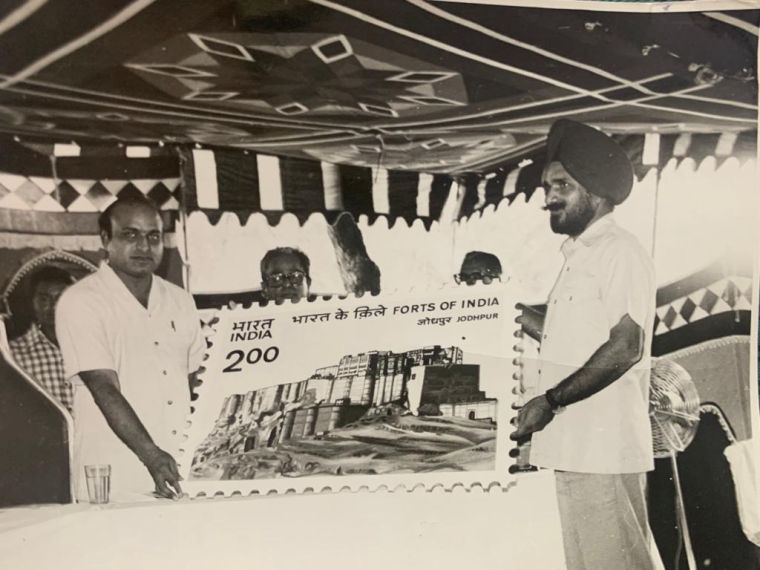 भारत भारत के क़िले FORTS OF INDIA
INDIA जोधपुर JODHPUR
2.00